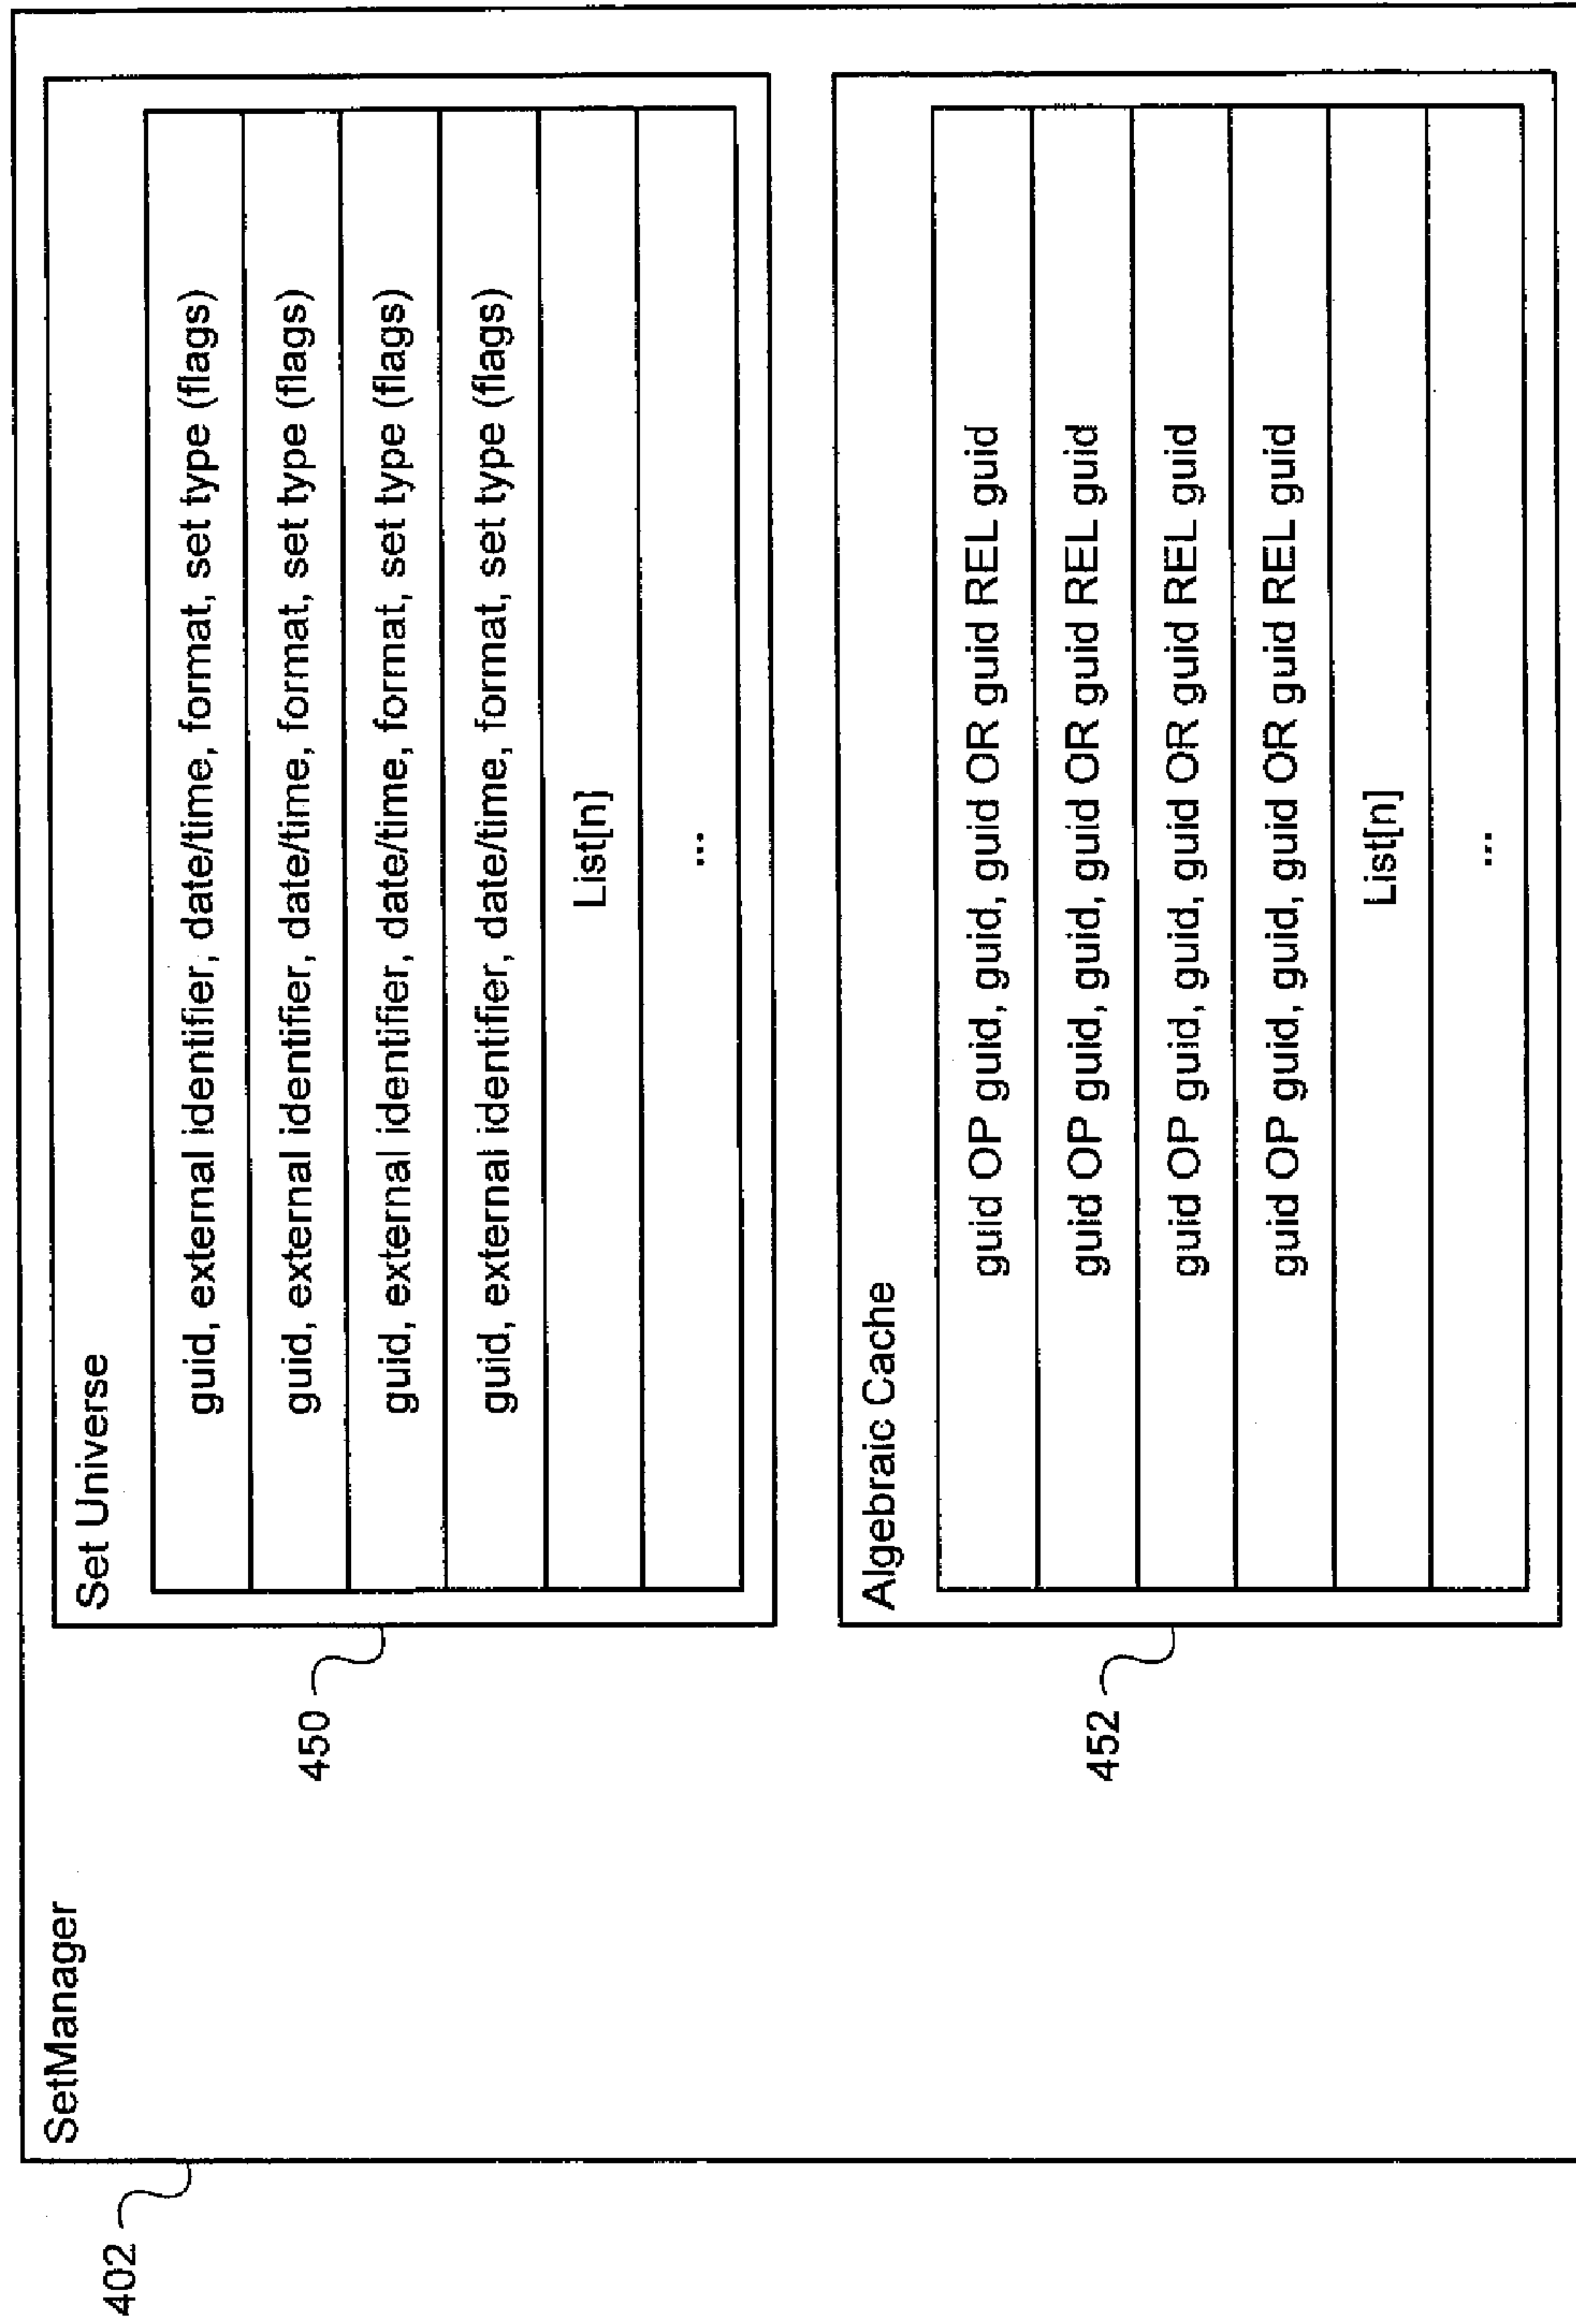 402
SetManager
450
Set Universe
guid, external identifier, date/time, format, set type (flags)
guid, external identifier, date/time, format, set type (flags)
guid, external identifier, date/time, format, set type (flags)
guid, external identifier, date/time, format, set type (flags)
List[n]
...
452
Algebraic Cache
guid OP guid, guid, guid OR guid REL guid
guid OP guid, guid, guid OR guid REL guid
guid OP guid, guid, guid OR guid REL guid
guid OP guid, guid, guid OR guid REL guid
List[n]
...